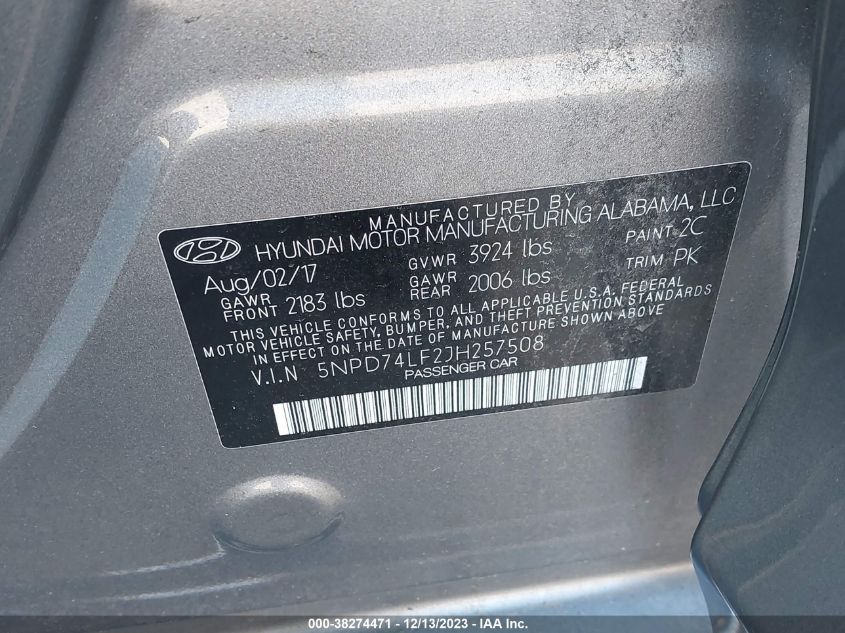 MANUFACTURED BY
HYUNDAI MOTOR MANUFACTURING ALABAMA, LLC
Aug/02/17 GVWR 3924 lbs PAINT 2C
GAWR FRONT 2183 lbs GAWR REAR 2006 lbs TRIM PK
THIS VEHICLE CONFORMS TO ALL APPLICABLE U.S.A. FEDERAL
MOTOR VEHICLE SAFETY, BUMPER, AND THEFT PREVENTION STANDARDS
IN EFFECT ON THE DATE OF MANUFACTURE SHOWN ABOVE
V.I.N 5NPD74LF2JH257508
PASSENGER CAR
000-38274471 - 12/13/2023 - IAA Inc.